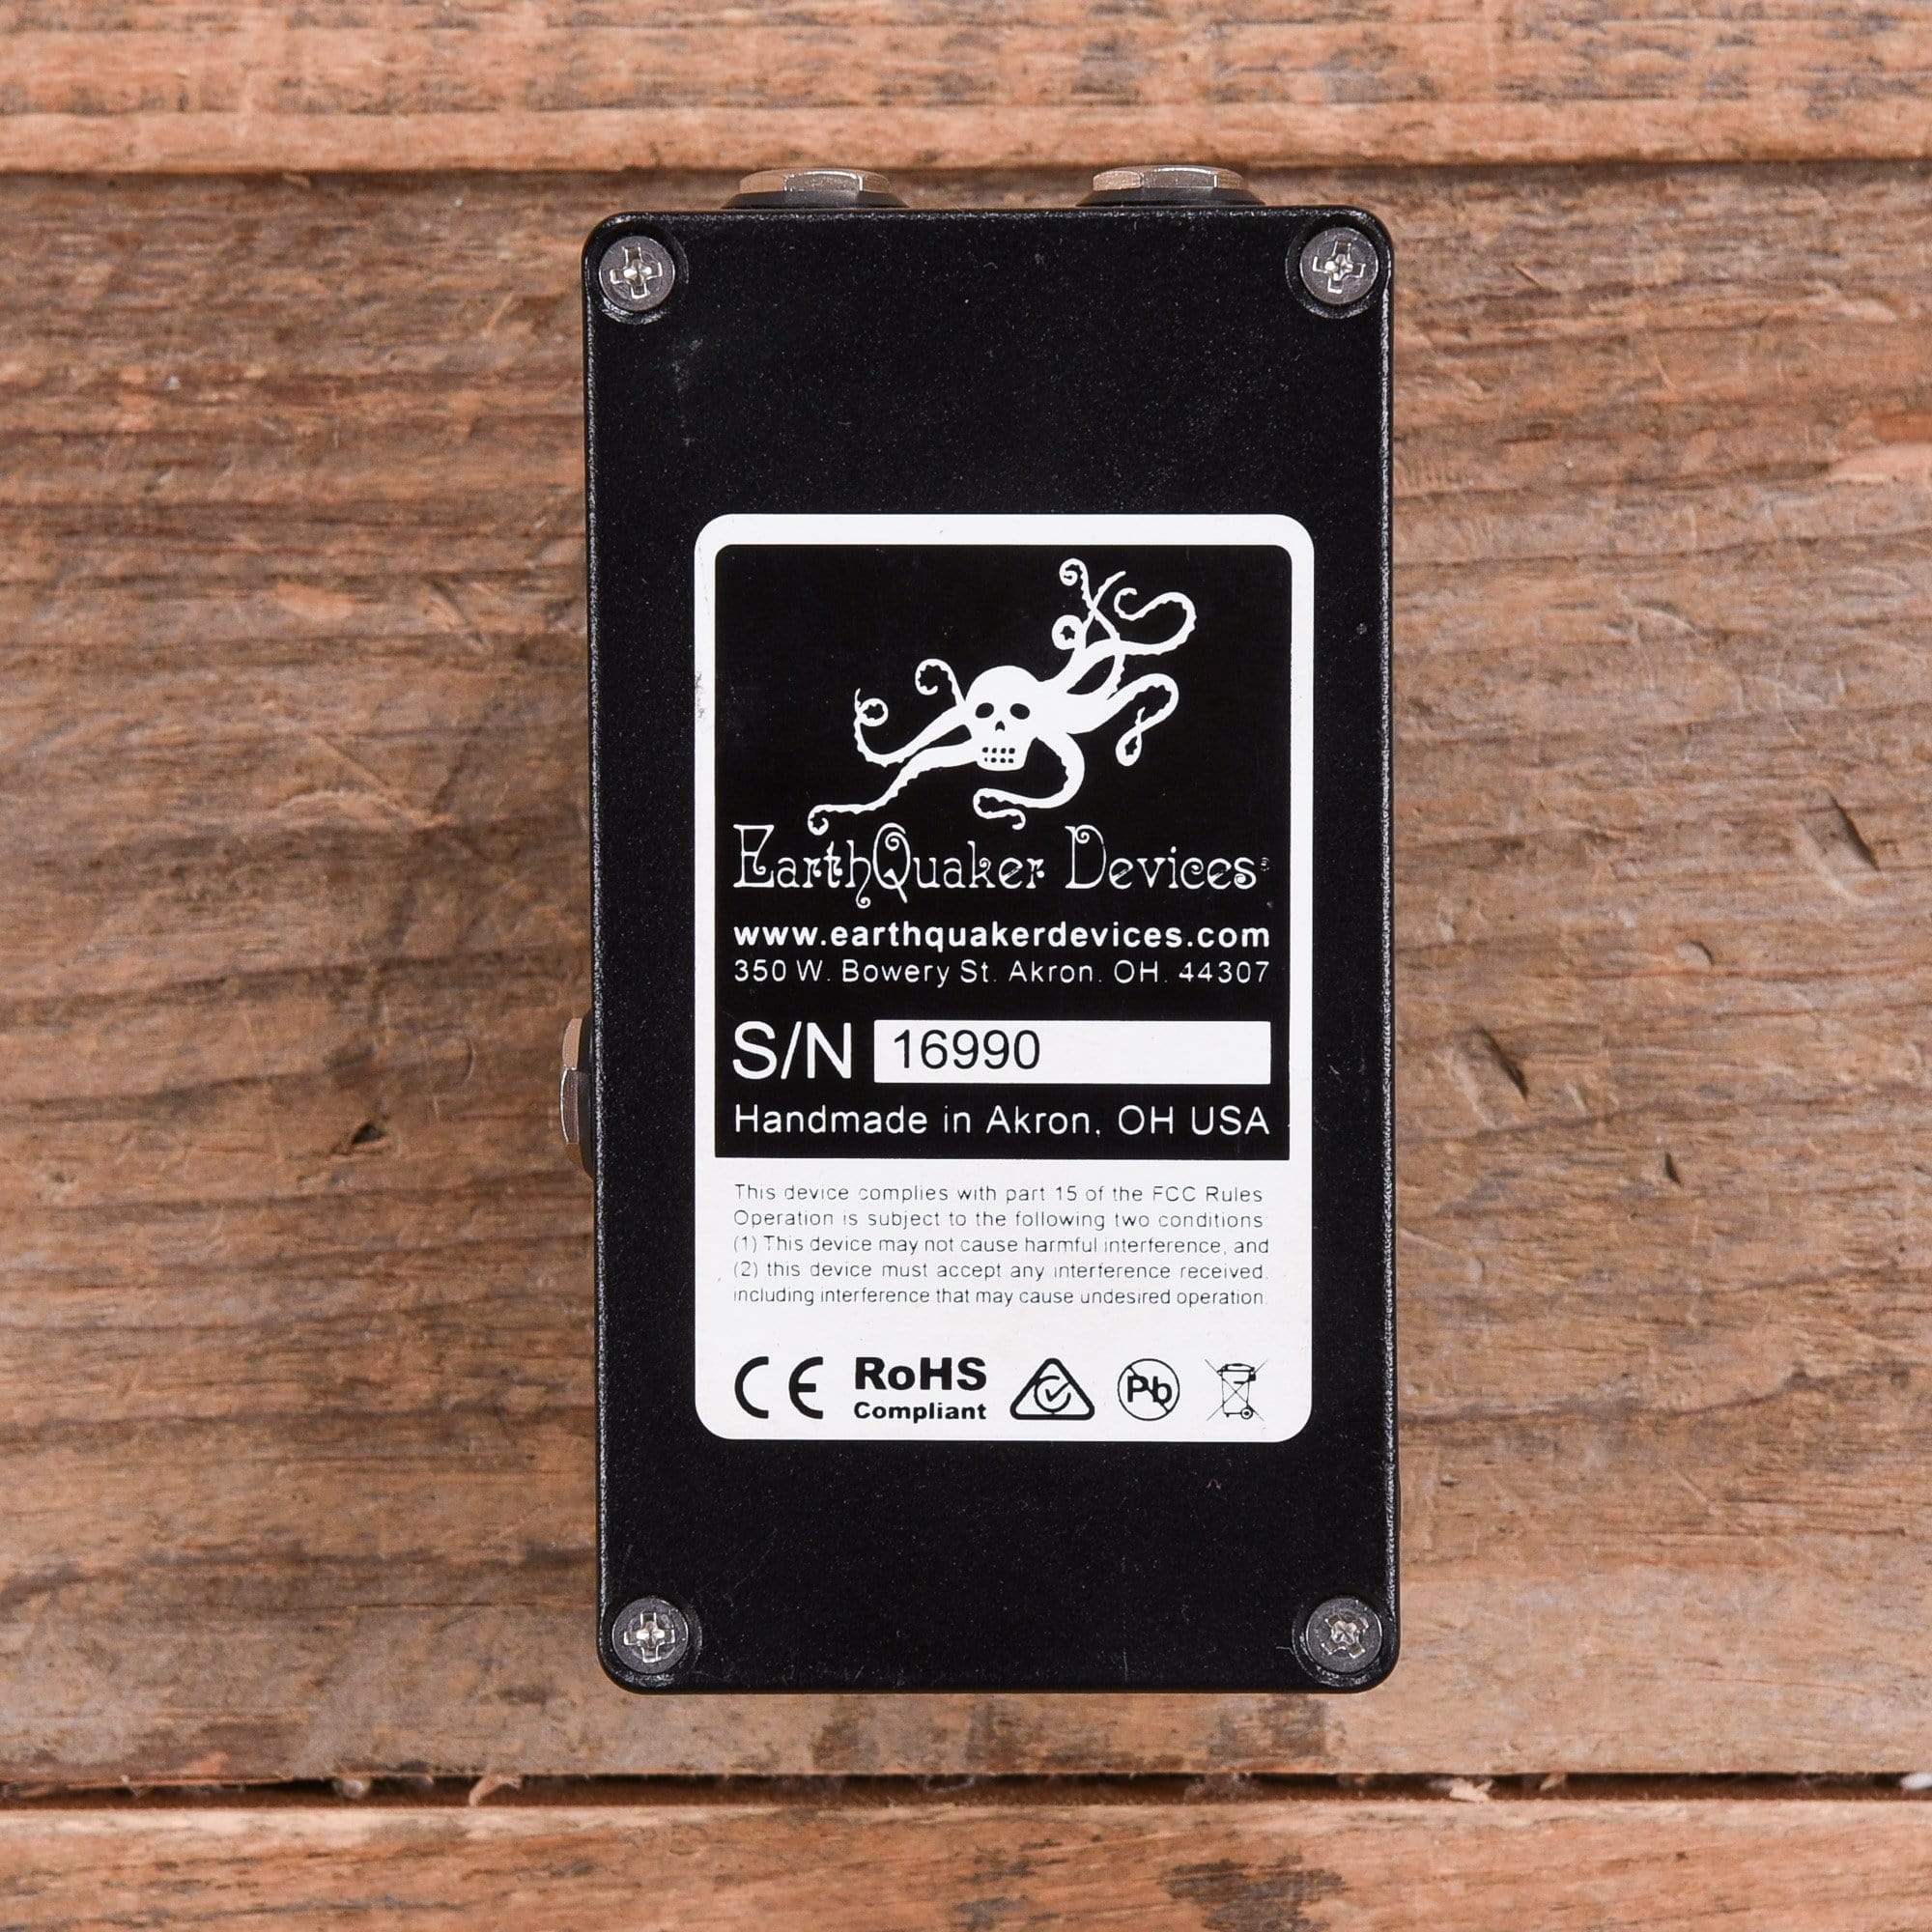 EarthQuaker Devices
www.earthquakerdevices.com
350 W. Bowery St. Akron. OH. 44307
S/N 16990
Handmade in Akron, OH USA
This device complies with part 15 of the FCC Rules
Operation is subject to the following two conditions
(1) This device may not cause harmful interference, and
(2) this device must accept any interference received,
including interference that may cause undesired operation.
CE RoHS Pb
Compliant